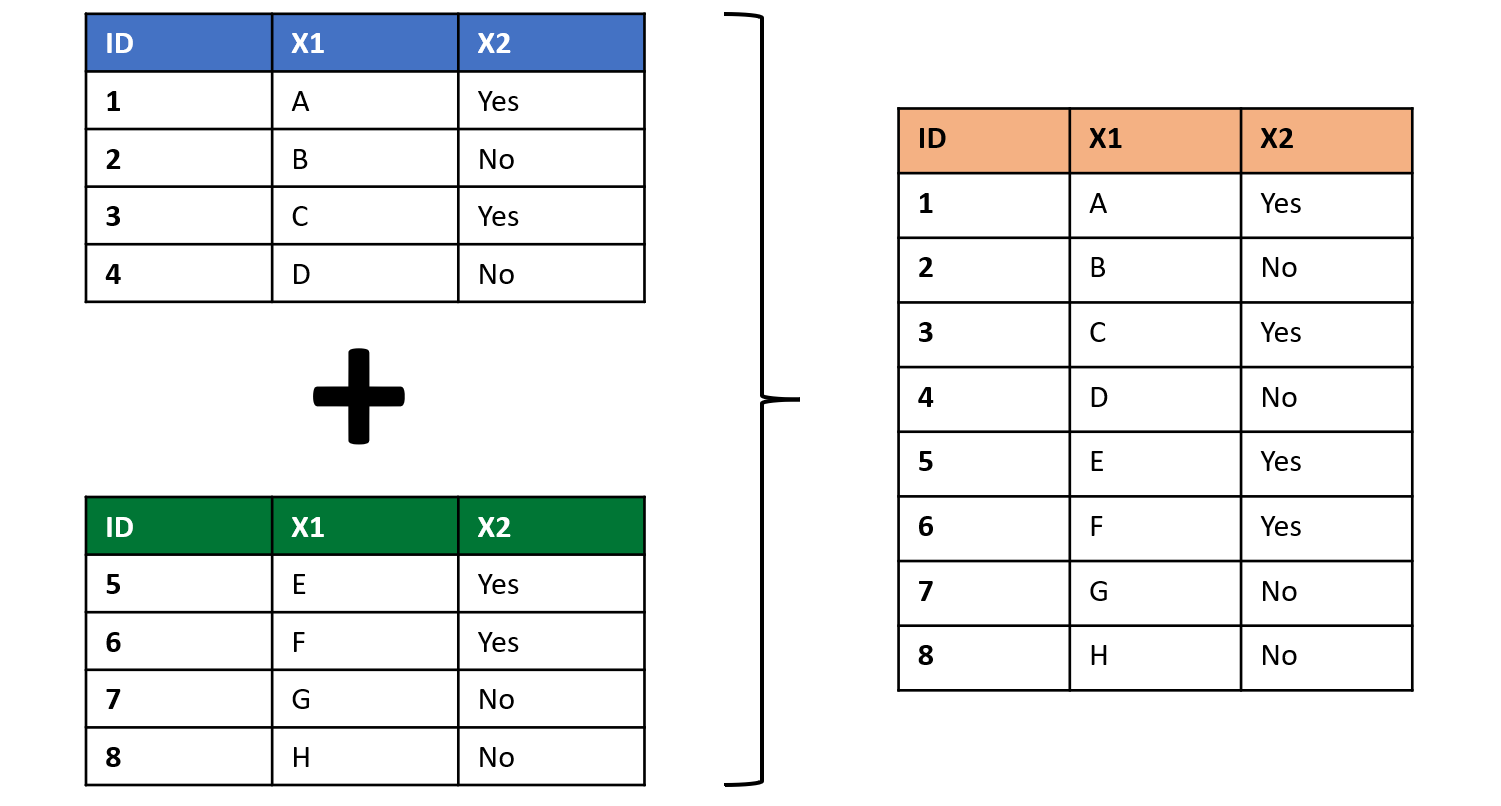 ID X1 X2
1 A Yes
2 B No
3 C Yes
4 D No
ID X1 X2
5 E Yes
6 F Yes
7 G No
8 H No
ID X1 X2
1 A Yes
2 B No
3 C Yes
4 D No
5 E Yes
6 F Yes
7 G No
8 H No